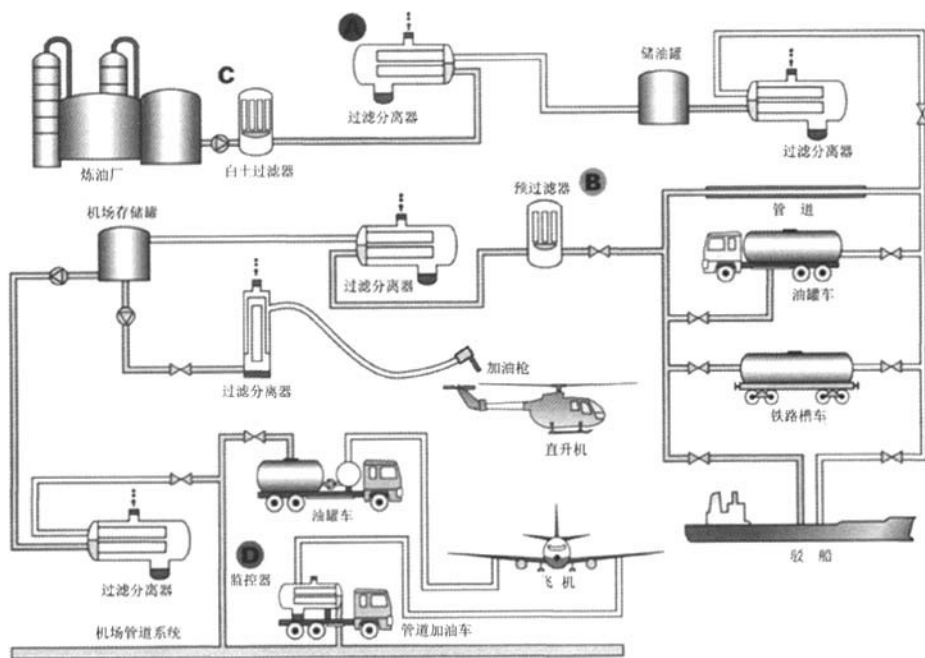 A
C
储油罐
过滤分离器
过滤分离器
炼油厂
白土过滤器
B
预过滤器
管 道
机场存储罐
过滤分离器
油罐车
过滤分离器
加油枪
铁路槽车
直升机
油罐车
D
监控器
飞 机
驳 船
过滤分离器
机场管道系统
管道加油车